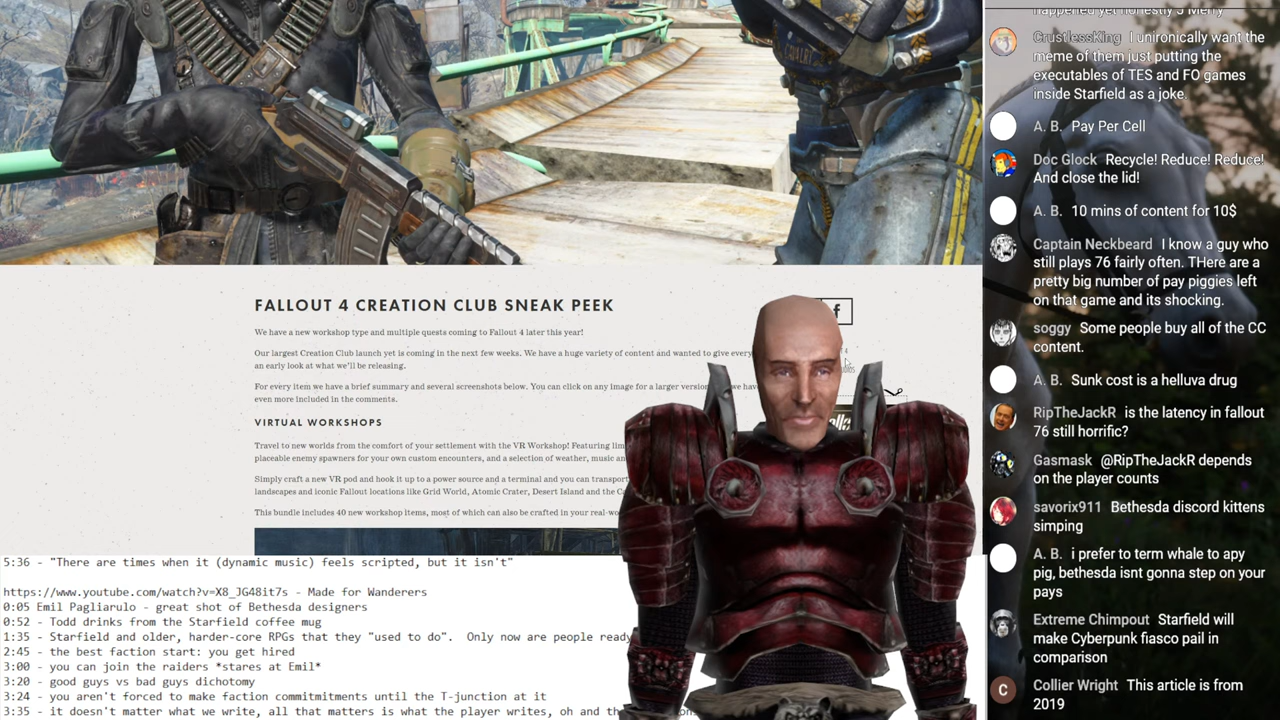 FALLOUT 4 CREATION CLUB SNEAK PEEK
We have a new workshop type and multiple quests coming to Fallout 4 later this year!
Our largest Creation Club launch yet is coming in the next few weeks. We have a huge variety of content and wanted to give every
an early look at what we'll be releasing.
For every item we have a brief summary and several screenshots below. You can click on any image for a larger version we have
even more included in the comments.
VIRTUAL WORKSHOPS
Travel to new worlds from the comfort of your settlement with the VR Workshop! Featuring lim
placeable enemy spawners for your own custom encounters, and a selection of weather, music an
Simply craft a new VR pod and hook it up to a power source and a terminal and you can transport
landscapes and iconic Fallout locations like Grid World, Atomic Crater, Desert Island and the Ca
This bundle includes 40 new workshop items, most of which can also be crafted in your real-wo
f
5:36 - "There are times when it (dynamic music) feels scripted, but it isn't"
https://www.youtube.com/watch?v=X8_JG48it7s - Made for Wanderers
0:05 Emil Pagliarulo - great shot of Bethesda designers
0:52 - Todd drinks from the Starfield coffee mug
1:35 - Starfield and older, harder-core RPGs that they "used to do". Only now are people ready
2:45 - the best faction start: you get hired
3:00 - you can join the raiders *stares at Emil*
3:20 - good guys vs bad guys dichotomy
3:24 - you aren't forced to make faction commitmitments until the T-junction at it
3:35 - it doesn't matter what we write, all that matters is what the player writes, oh and th
happened yet honestly 5 Merry
CrustlessKing I unironically want the
meme of them just putting the
executables of TES and FO games
inside Starfield as a joke.
A. B. Pay Per Cell
Doc Glock Recycle! Reduce! Reduce!
And close the lid!
A. B. 10 mins of content for 10$
Captain Neckbeard I know a guy who
still plays 76 fairly often. THere are a
pretty big number of pay piggies left
on that game and its shocking.
soggy Some people buy all of the CC
content.
A. B. Sunk cost is a helluva drug
RipTheJackR is the latency in fallout
76 still horrific?
Gasmask @RipTheJackR depends
on the player counts
savorix911 Bethesda discord kittens
simping
A. B. i prefer to term whale to apy
pig, bethesda isnt gonna step on your
pays
Extreme Chimpout Starfield will
make Cyberpunk fiasco pail in
comparison
C
Collier Wright This article is from
2019